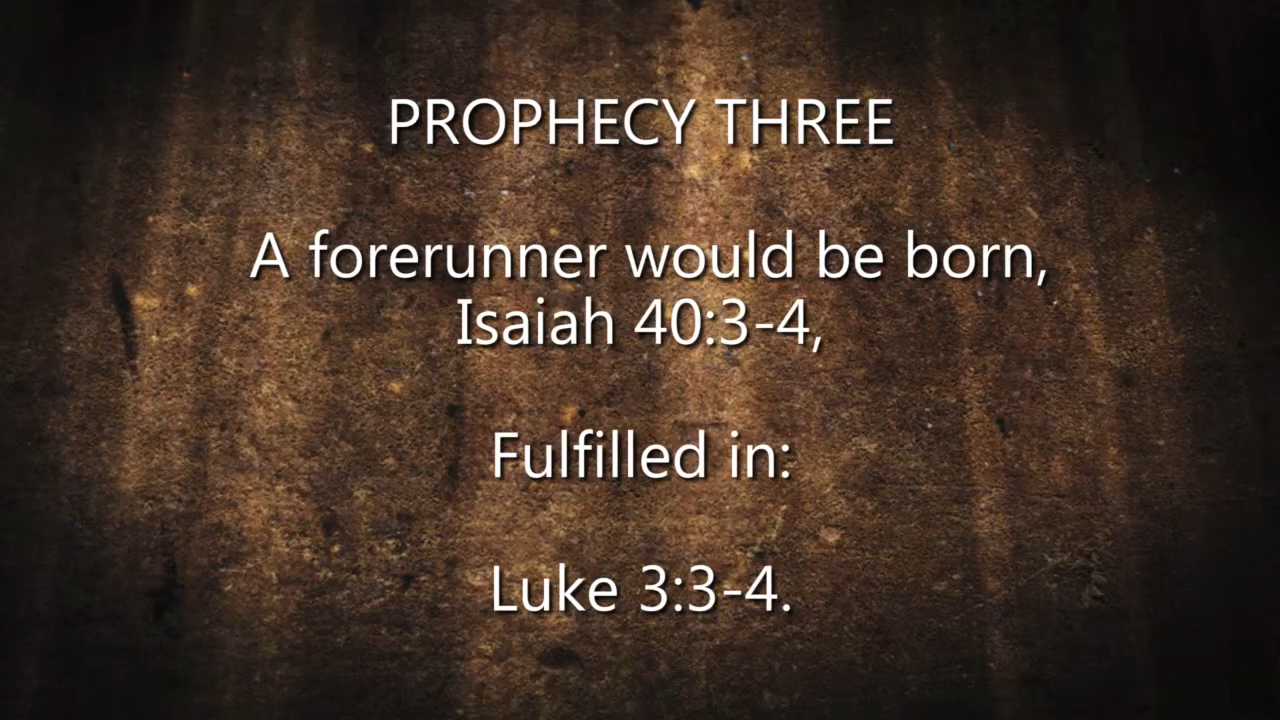 PROPHECY THREE
A forerunner would be born,
Isaiah 40:3-4,
Fulfilled in:
Luke 3:3-4.